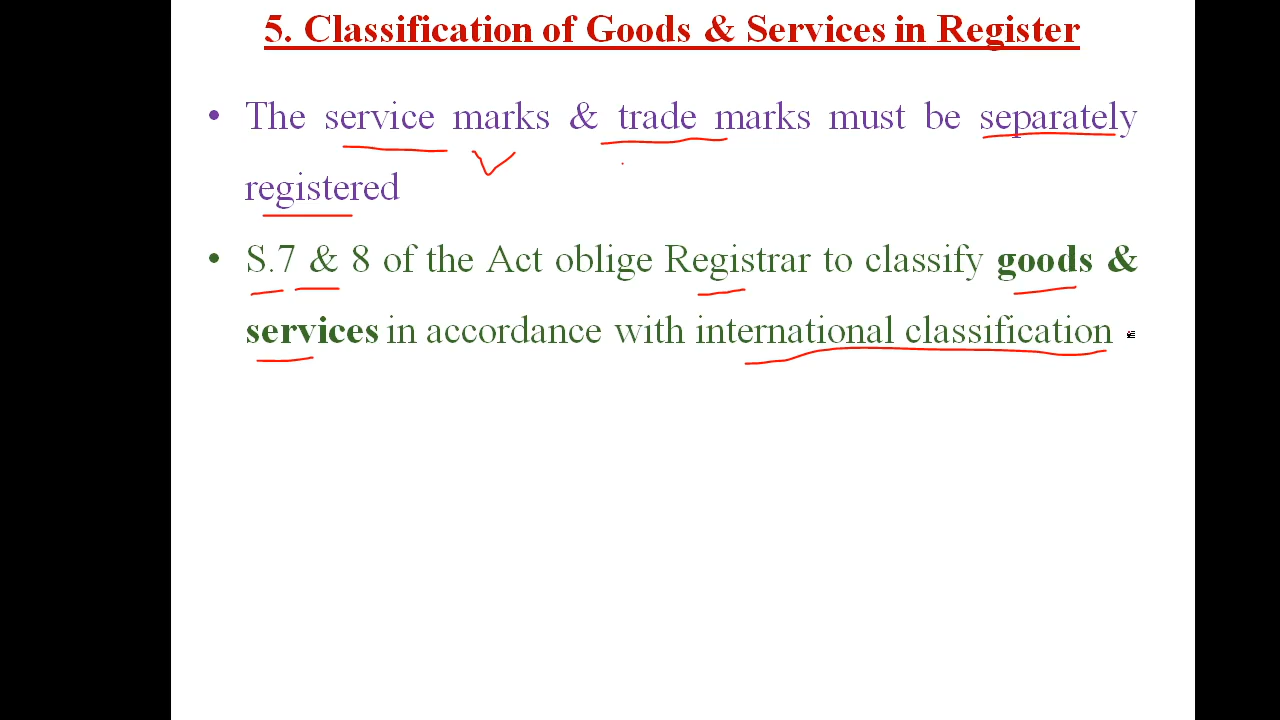 5. Classification of Goods & Services in Register
• The service marks & trade marks must be separately
registered
• S.7 & 8 of the Act oblige Registrar to classify goods &
services in accordance with international classification